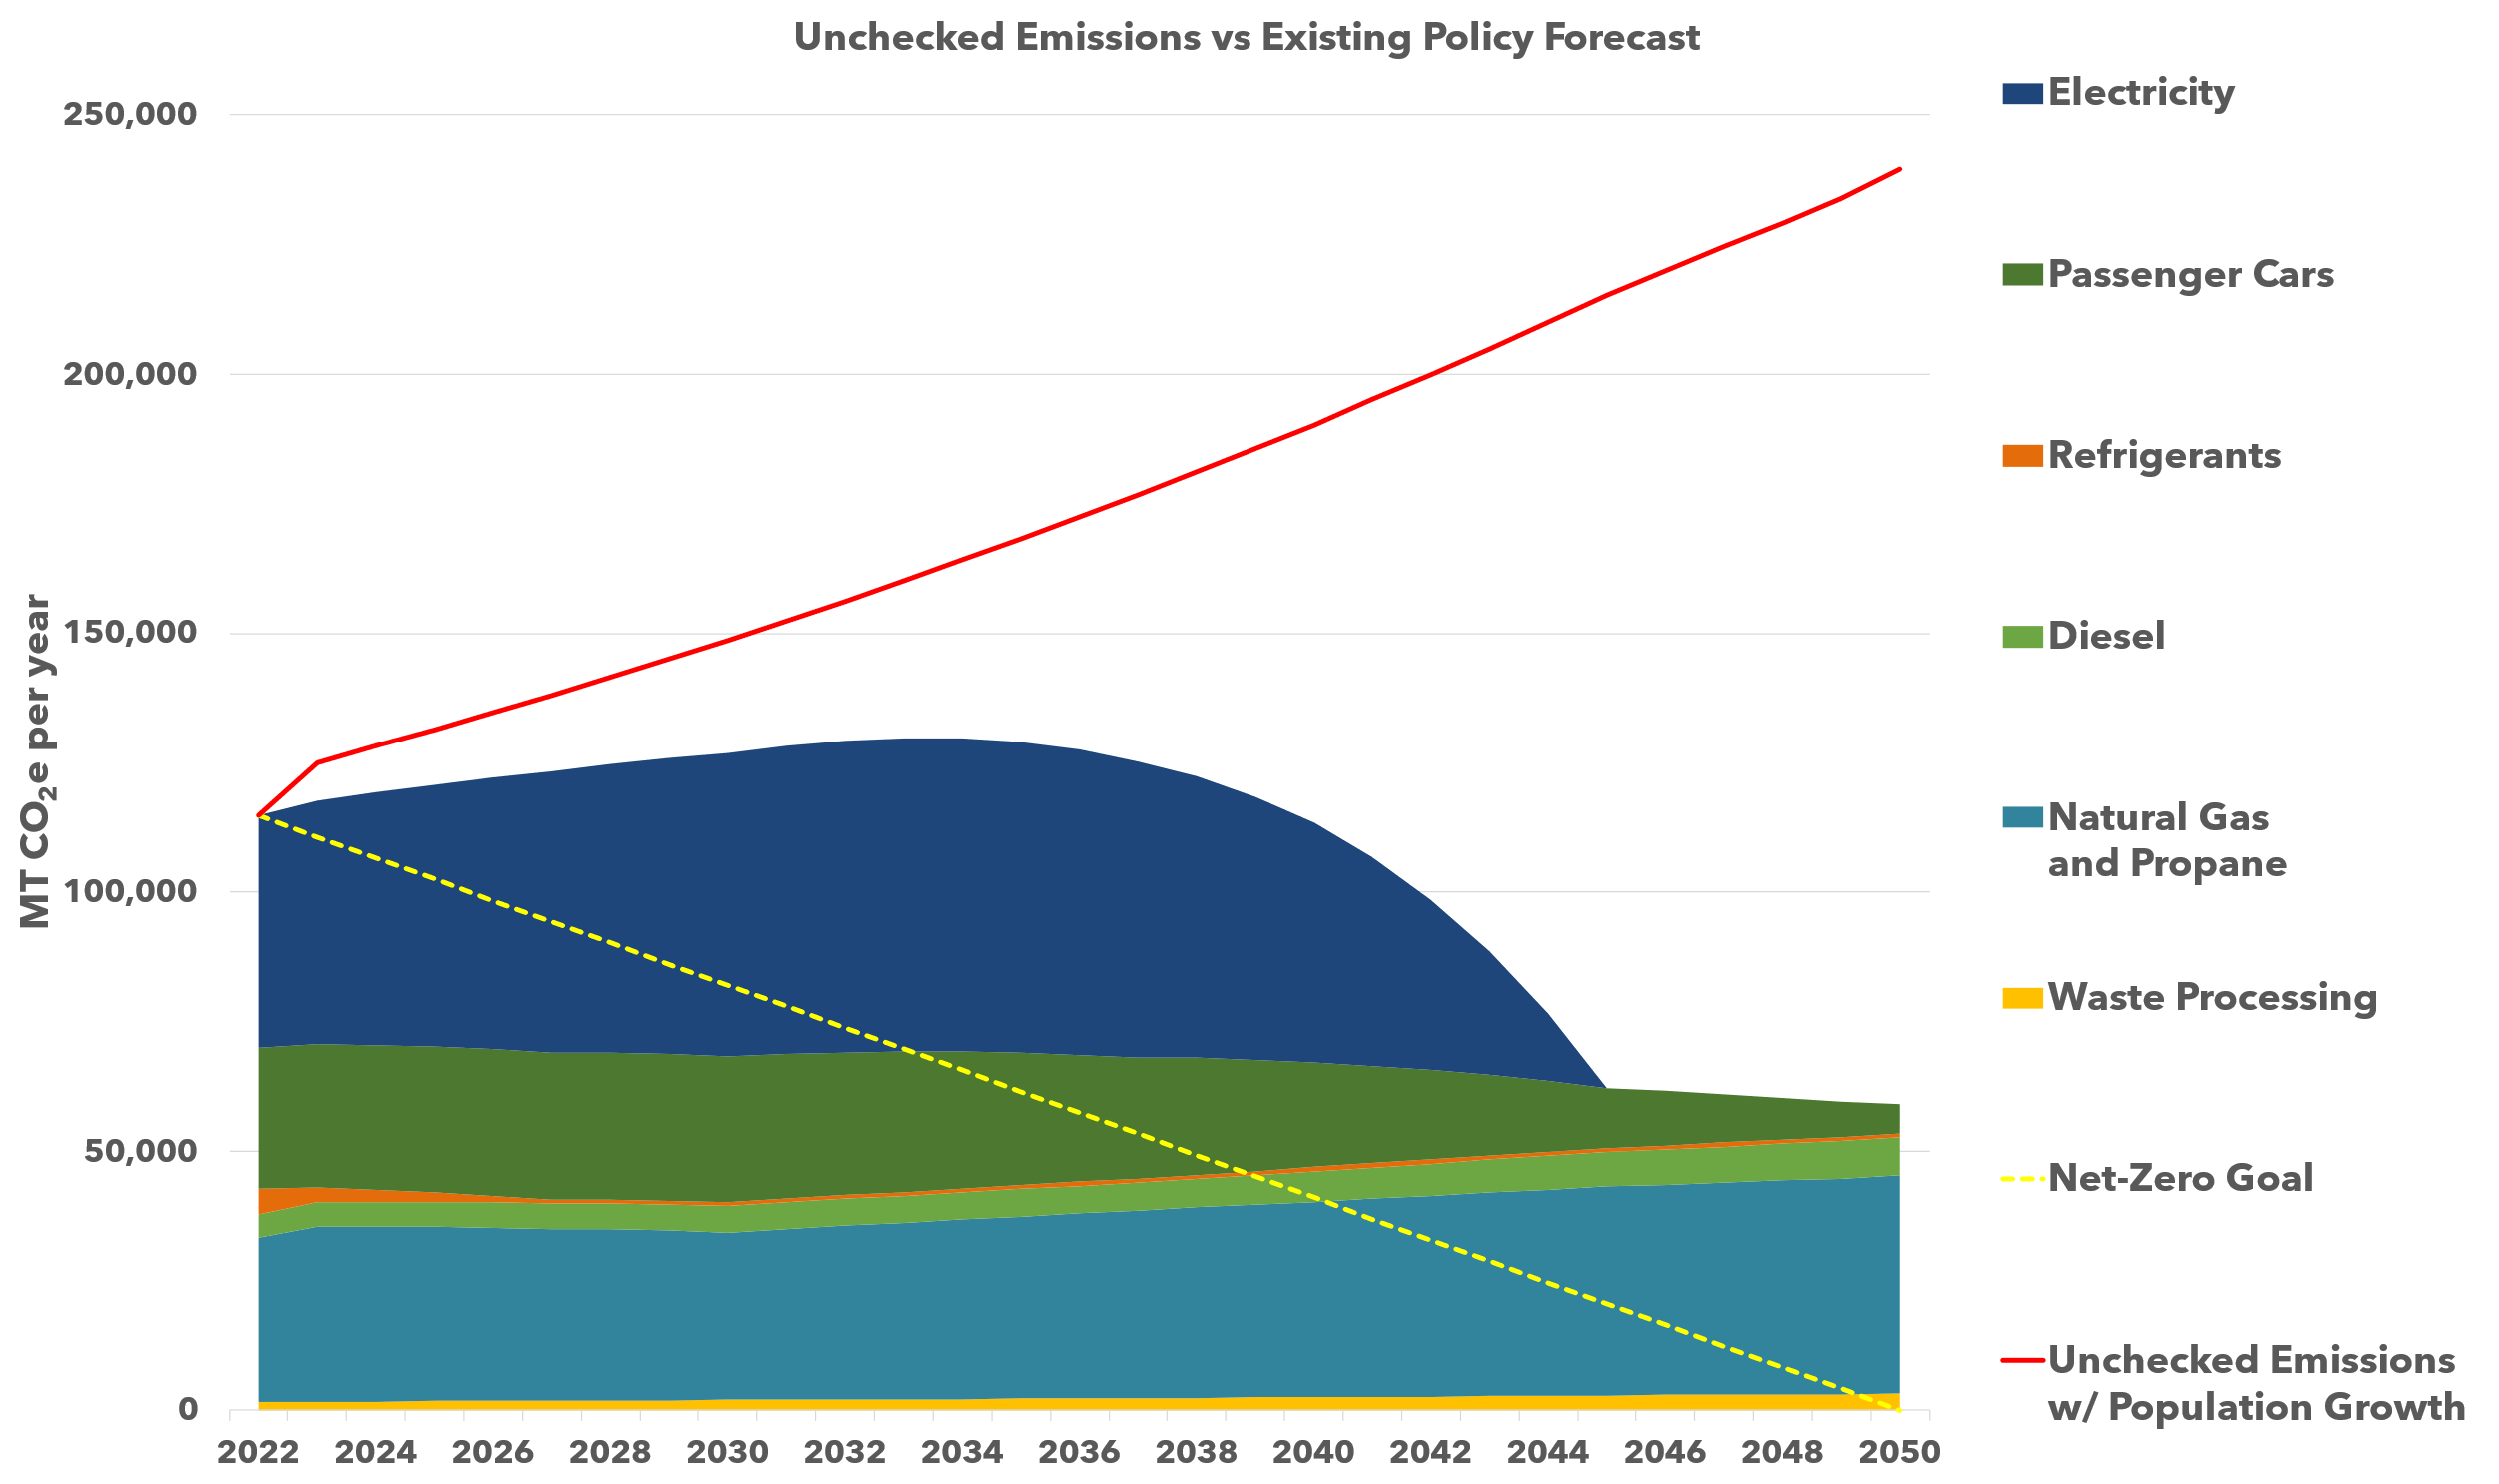 Unchecked Emissions vs Existing Policy Forecast
250,000
200,000
150,000
100,000
50,000
0
MT CO₂e per year
2022 2024 2026 2028 2030 2032 2034 2036 2038 2040 2042 2044 2046 2048 2050
Electricity
Passenger Cars
Refrigerants
Diesel
Natural Gas
and Propane
Waste Processing
Net-Zero Goal
Unchecked Emissions
w/ Population Growth